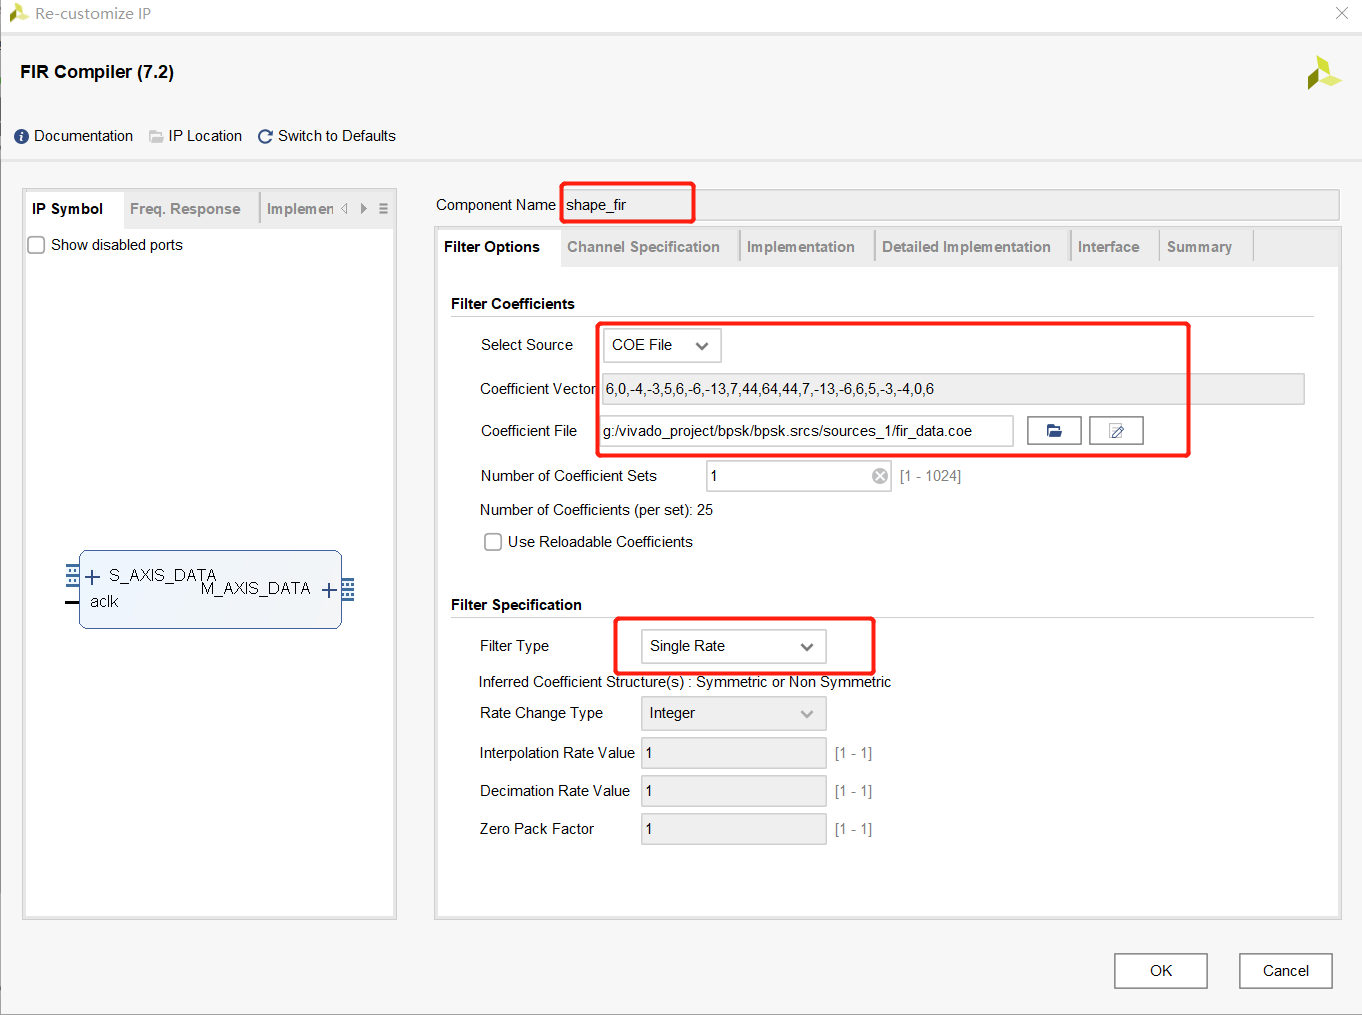 Re-customize IP
FIR Compiler (7.2)
Documentation IP Location Switch to Defaults
IP Symbol Freq. Response Implemen
Show disabled ports
S_AXIS_DATA
M_AXIS_DATA
aclk
Component Name shape_fir
Filter Options Channel Specification Implementation Detailed Implementation Interface Summary
Filter Coefficients
Select Source COE File
Coefficient Vector 6,0,-4,-3,5,6,-6,-13,7,44,64,44,7,-13,-6,6,5,-3,-4,0,6
Coefficient File g:/vivado_project/bpsk/bpsk.srcs/sources_1/fir_data.coe
Number of Coefficient Sets 1 [1 - 1024]
Number of Coefficients (per set): 25
Use Reloadable Coefficients
Filter Specification
Filter Type Single Rate
Inferred Coefficient Structure(s) : Symmetric or Non Symmetric
Rate Change Type Integer
Interpolation Rate Value 1 [1 - 1]
Decimation Rate Value 1 [1 - 1]
Zero Pack Factor 1 [1 - 1]
OK Cancel